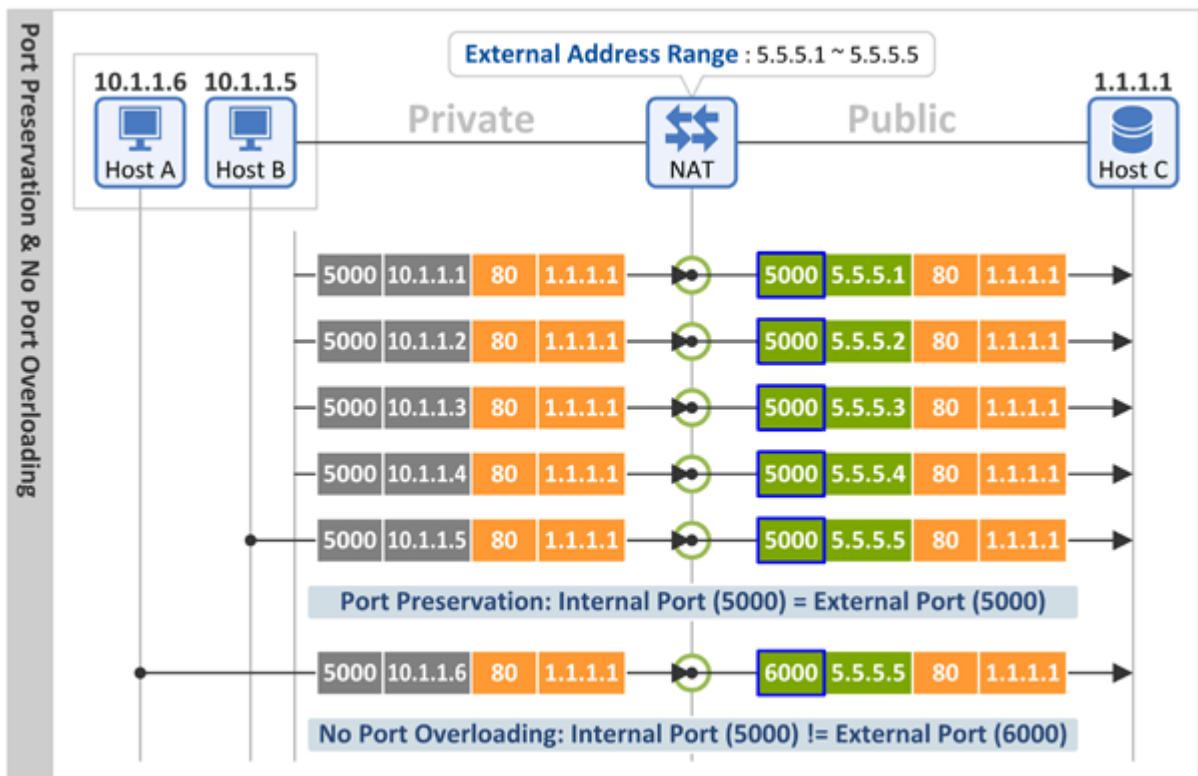 Port Preservation & No Port Overloading
External Address Range : 5.5.5.1 ~ 5.5.5.5
10.1.1.6 10.1.1.5 1.1.1.1
Private Public
Host A Host B NAT Host C
5000 10.1.1.1 80 1.1.1.1 5000 5.5.5.1 80 1.1.1.1
5000 10.1.1.2 80 1.1.1.1 5000 5.5.5.2 80 1.1.1.1
5000 10.1.1.3 80 1.1.1.1 5000 5.5.5.3 80 1.1.1.1
5000 10.1.1.4 80 1.1.1.1 5000 5.5.5.4 80 1.1.1.1
5000 10.1.1.5 80 1.1.1.1 5000 5.5.5.5 80 1.1.1.1
Port Preservation: Internal Port (5000) = External Port (5000)
5000 10.1.1.6 80 1.1.1.1 6000 5.5.5.5 80 1.1.1.1
No Port Overloading: Internal Port (5000) != External Port (6000)